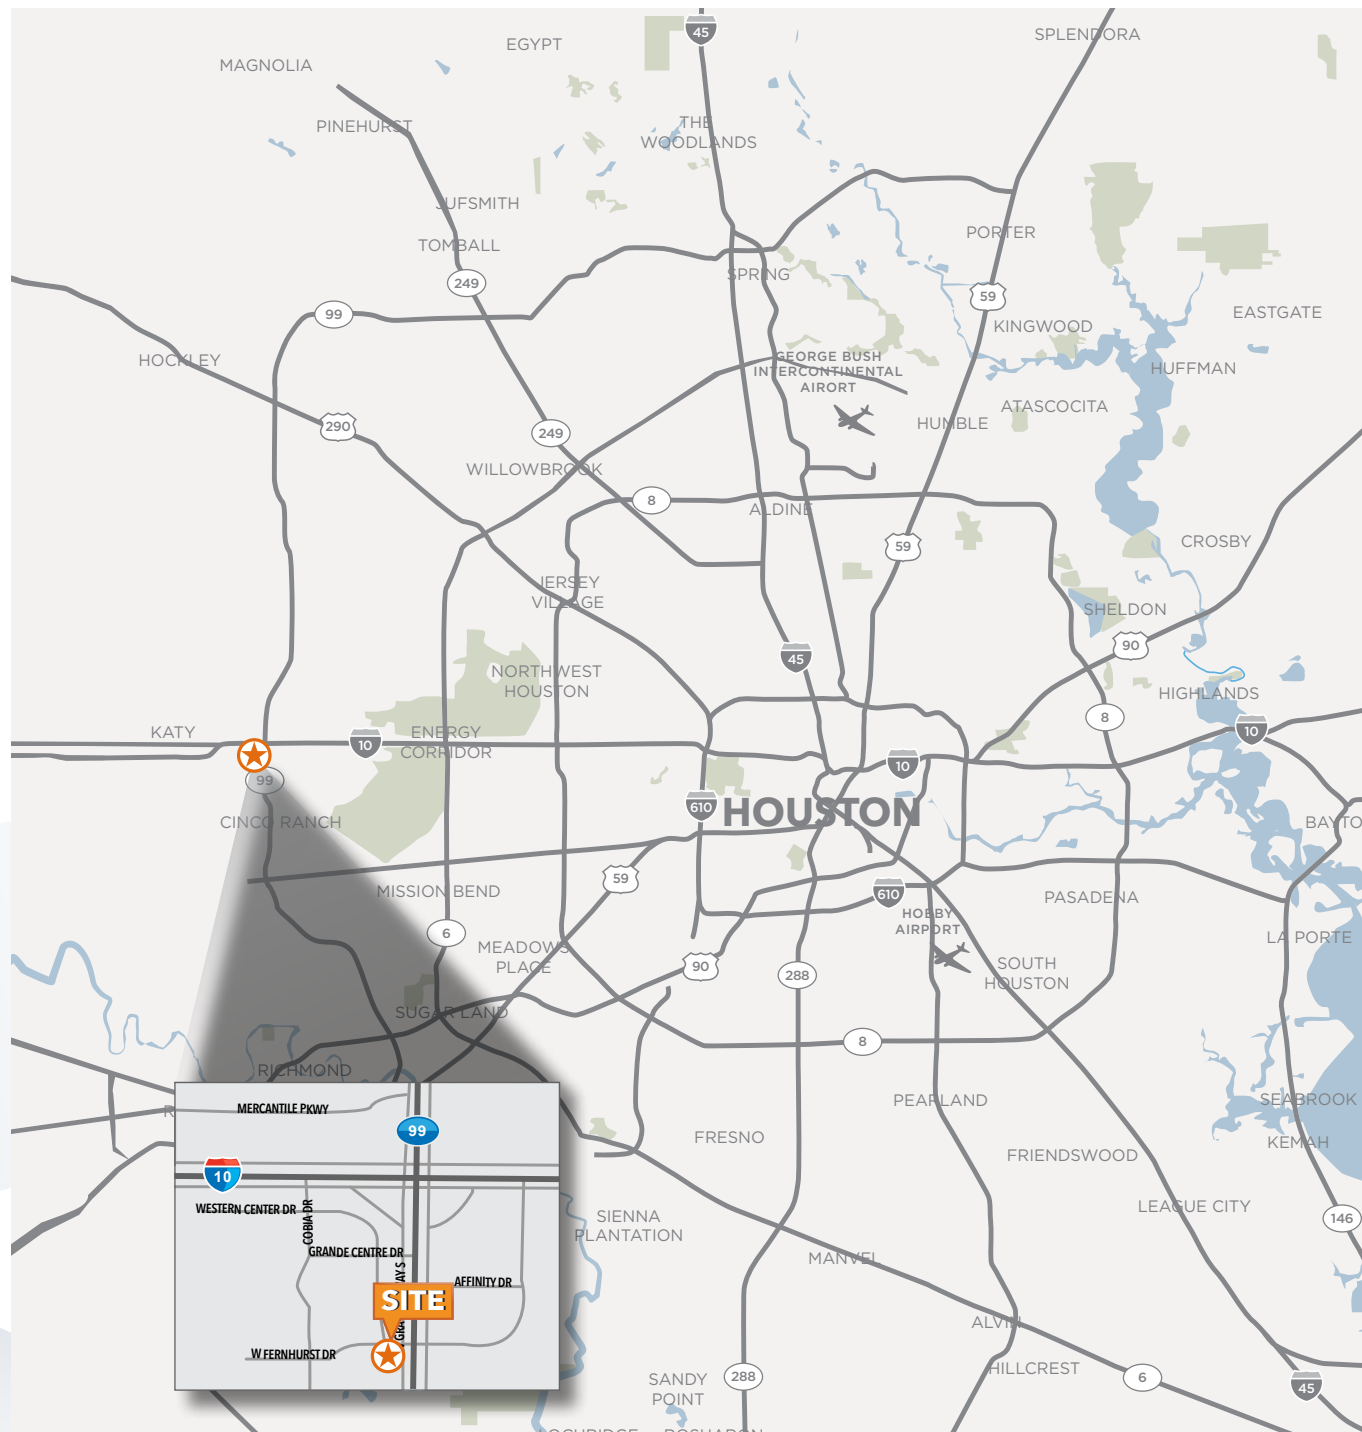 45
SPLENDORA
EGYPT
MAGNOLIA
PINEHURST
THE
WOODLANDS
JUFSMITH
TOMBALL
PORTER
SPRING
249
99
59
EASTGATE
KINGWOOD
HOCKLEY
GEORGE BUSH
INTERCONTINENTAL
AIRORT
HUFFMAN
ATASCOCITA
HUMBLE
290
249
WILLOWBROOK
8
ALDINE
59
CROSBY
JERSEY
VILLAGE
SHELDON
90
45
NORTHWEST
HOUSTON
HIGHLANDS
8
KATY
10
ENERGY
CORRIDOR
10
10
99
610
HOUSTON
CINCO RANCH
BAYTO
59
MISSION BEND
610
PASADENA
HOBBY
AIRPORT
6
MEADOWS
PLACE
LA PORTE
90
288
SOUTH
HOUSTON
SUGAR LAND
8
RICHMOND
R
PEARLAND
SEABROOK
MERCANTILE PKWY
99
FRESNO
KEMAH
FRIENDSWOOD
10
WESTERN CENTER DR
COBIA DR
GRANDE CENTRE DR
LEAGUE CITY
SIENNA
PLANTATION
146
MANVEL
AFFINITY DR
WAY S
SITE
GRA
W FERNHURST DR
ALVIN
HILLCREST
SANDY
POINT
288
6
45
LOCHRIDGE
ROSHARON